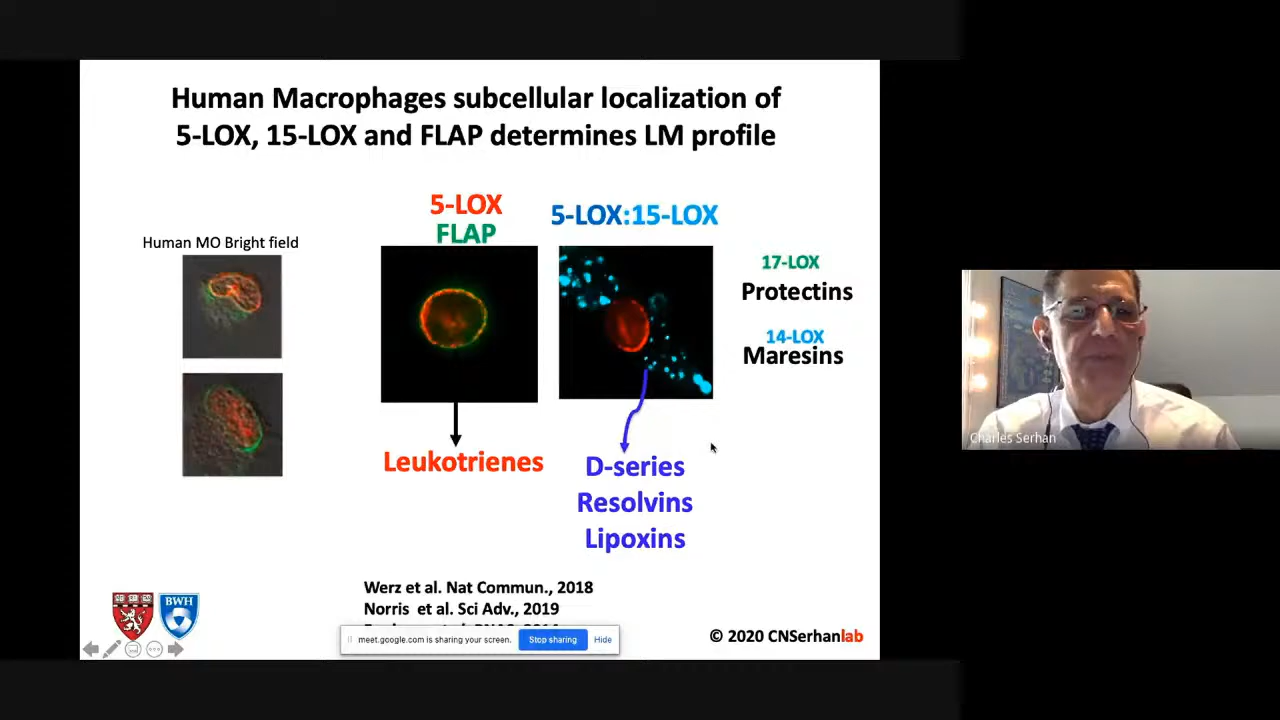 Human Macrophages subcellular localization of
5-LOX, 15-LOX and FLAP determines LM profile
5-LOX
FLAP
5-LOX:15-LOX
Human MO Bright field
17-LOX
Protectins
14-LOX
Maresins
Leukotrienes
D-series
Resolvins
Lipoxins
Werz et al. Nat Commun., 2018
Norris et al. Sci Adv., 2019
meet.google.com is sharing your screen.
Stop sharing
Hide
BWH
© 2020 CNSerhanlab
Charles Serhan